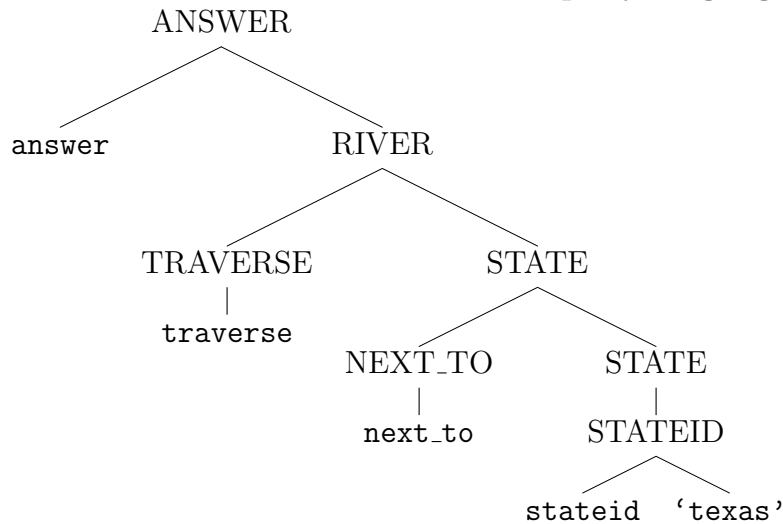 ANSWER
answer RIVER
TRAVERSE STATE
traverse
NEXT_TO STATE
next_to STATEID
stateid ‘texas’